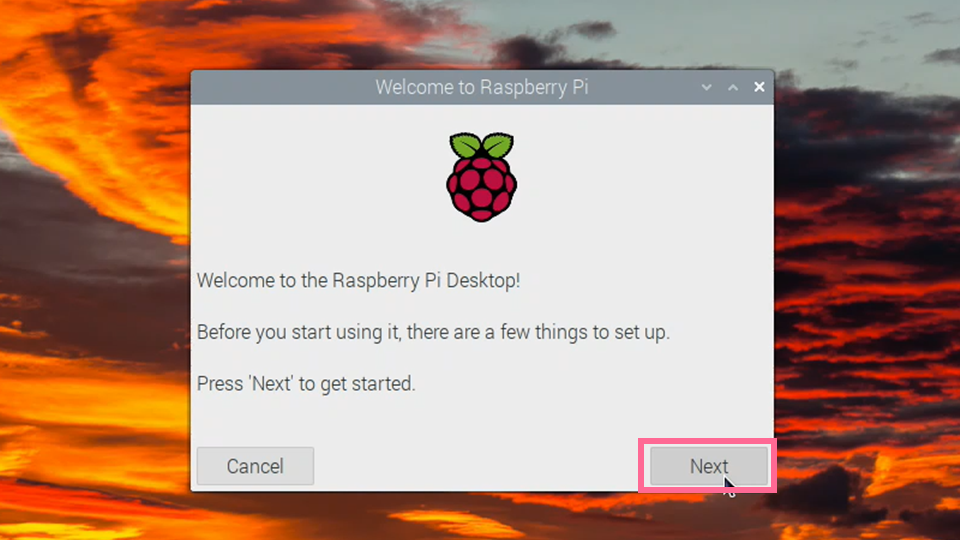 Welcome to Raspberry Pi
Welcome to the Raspberry Pi Desktop!
Before you start using it, there are a few things to set up.
Press 'Next' to get started.
Cancel
Next